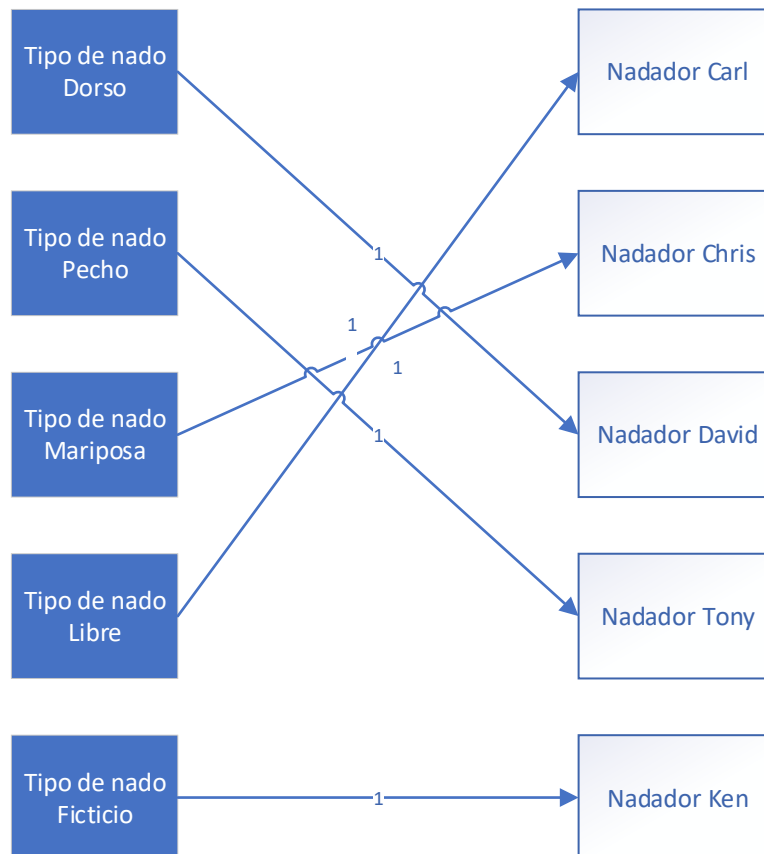 Tipo de nado
Dorso
Nadador Carl
Tipo de nado
Pecho
Nadador Chris
1
1
1
Tipo de nado
Mariposa
Nadador David
1
Tipo de nado
Libre
Nadador Tony
Tipo de nado
Ficticio
1
Nadador Ken